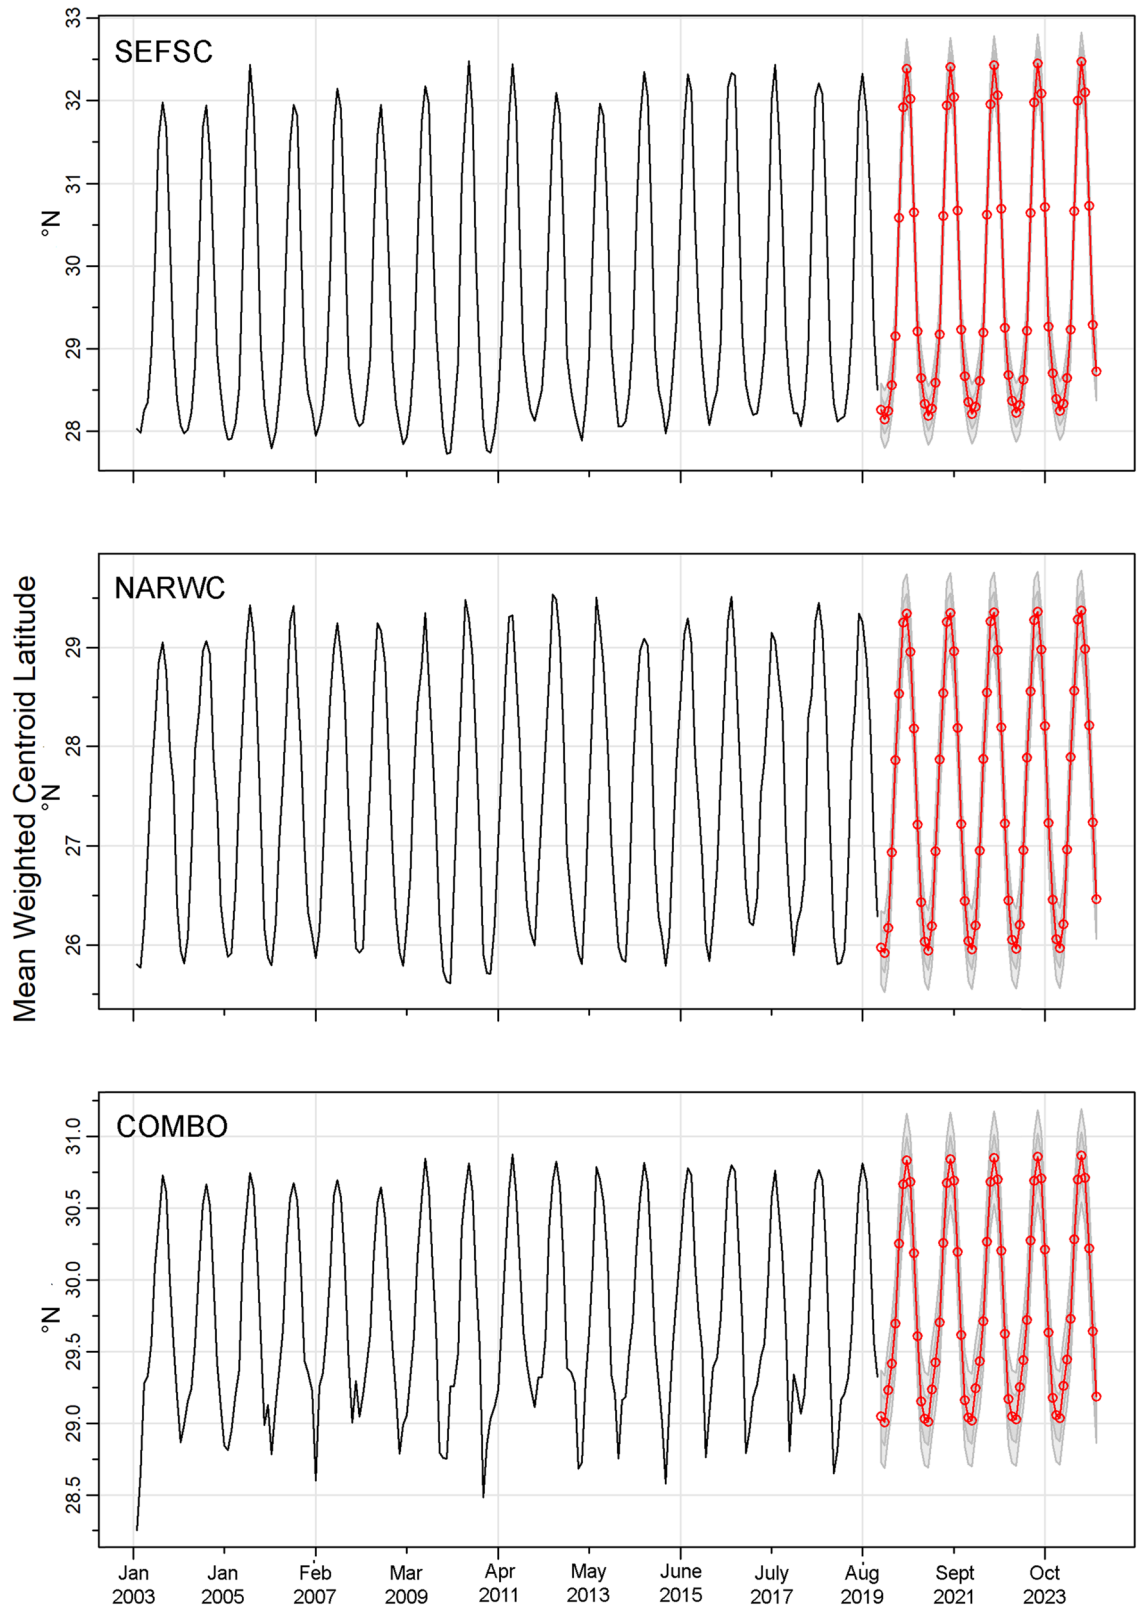 Mean Weighted Centroid Latitude
SEFSC
°N
33
32
31
30
29
28
NARWC
°N
29
28
27
26
COMBO
°N
31.0
30.5
30.0
29.5
29.0
28.5
Jan Jan Feb Mar Apr May June July Aug Sept Oct
2003 2005 2007 2009 2011 2013 2015 2017 2019 2021 2023